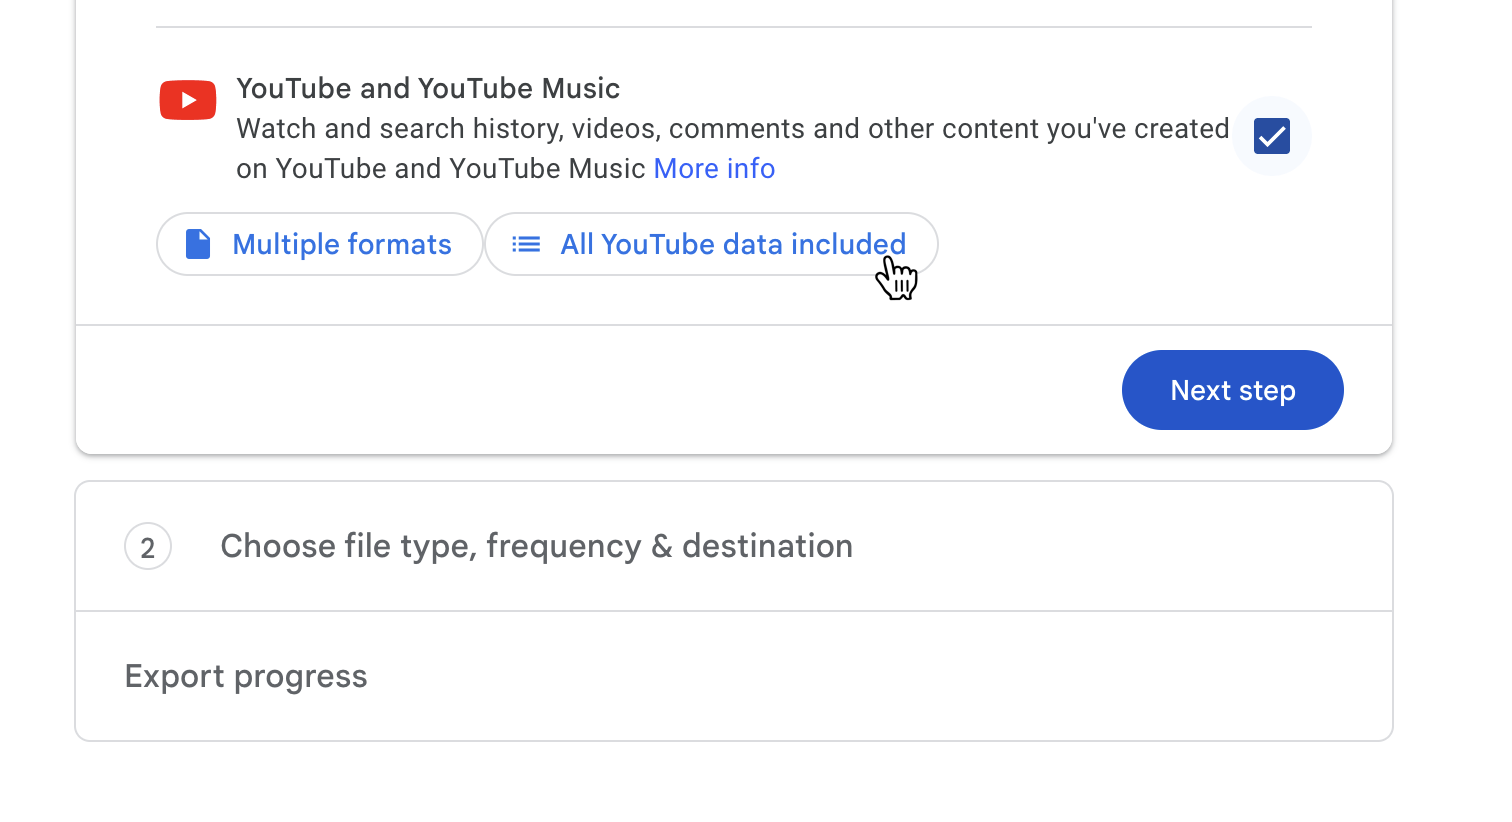 YouTube and YouTube Music
Watch and search history, videos, comments and other content you've created
on YouTube and YouTube Music More info
Multiple formats
All YouTube data included
Next step
2
Choose file type, frequency & destination
Export progress